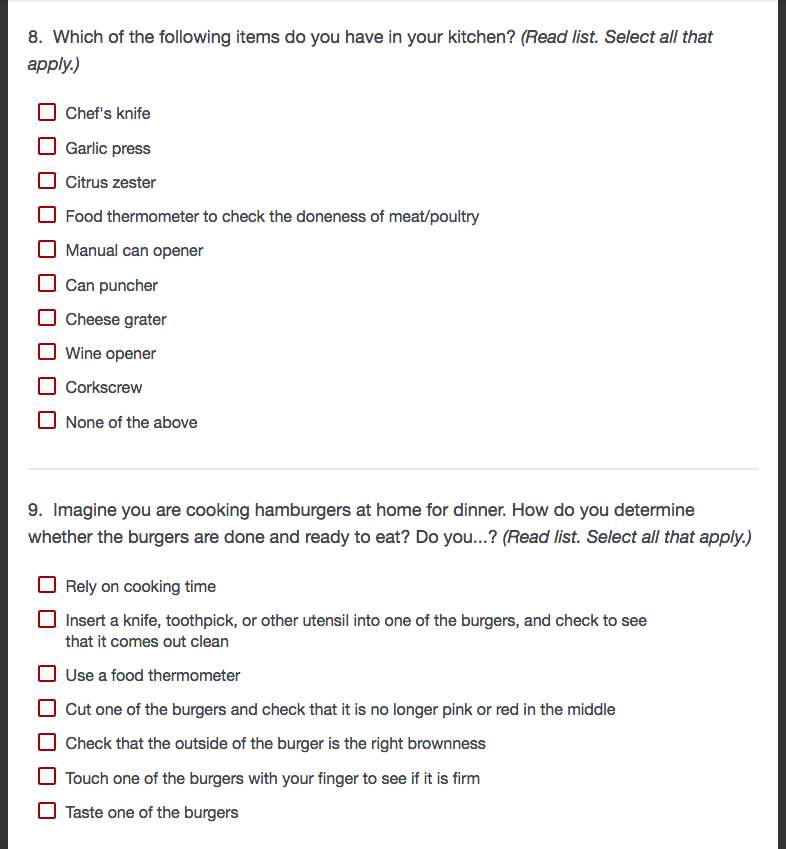 8. Which of the following items do you have in your kitchen? (Read list. Select all that
apply.)
Chef's knife
Garlic press
Citrus zester
Food thermometer to check the doneness of meat/poultry
Manual can opener
Can puncher
Cheese grater
Wine opener
Corkscrew
None of the above
9. Imagine you are cooking hamburgers at home for dinner. How do you determine
whether the burgers are done and ready to eat? Do you...? (Read list. Select all that apply.)
Rely on cooking time
Insert a knife, toothpick, or other utensil into one of the burgers, and check to see
that it comes out clean
Use a food thermometer
Cut one of the burgers and check that it is no longer pink or red in the middle
Check that the outside of the burger is the right brownness
Touch one of the burgers with your finger to see if it is firm
Taste one of the burgers